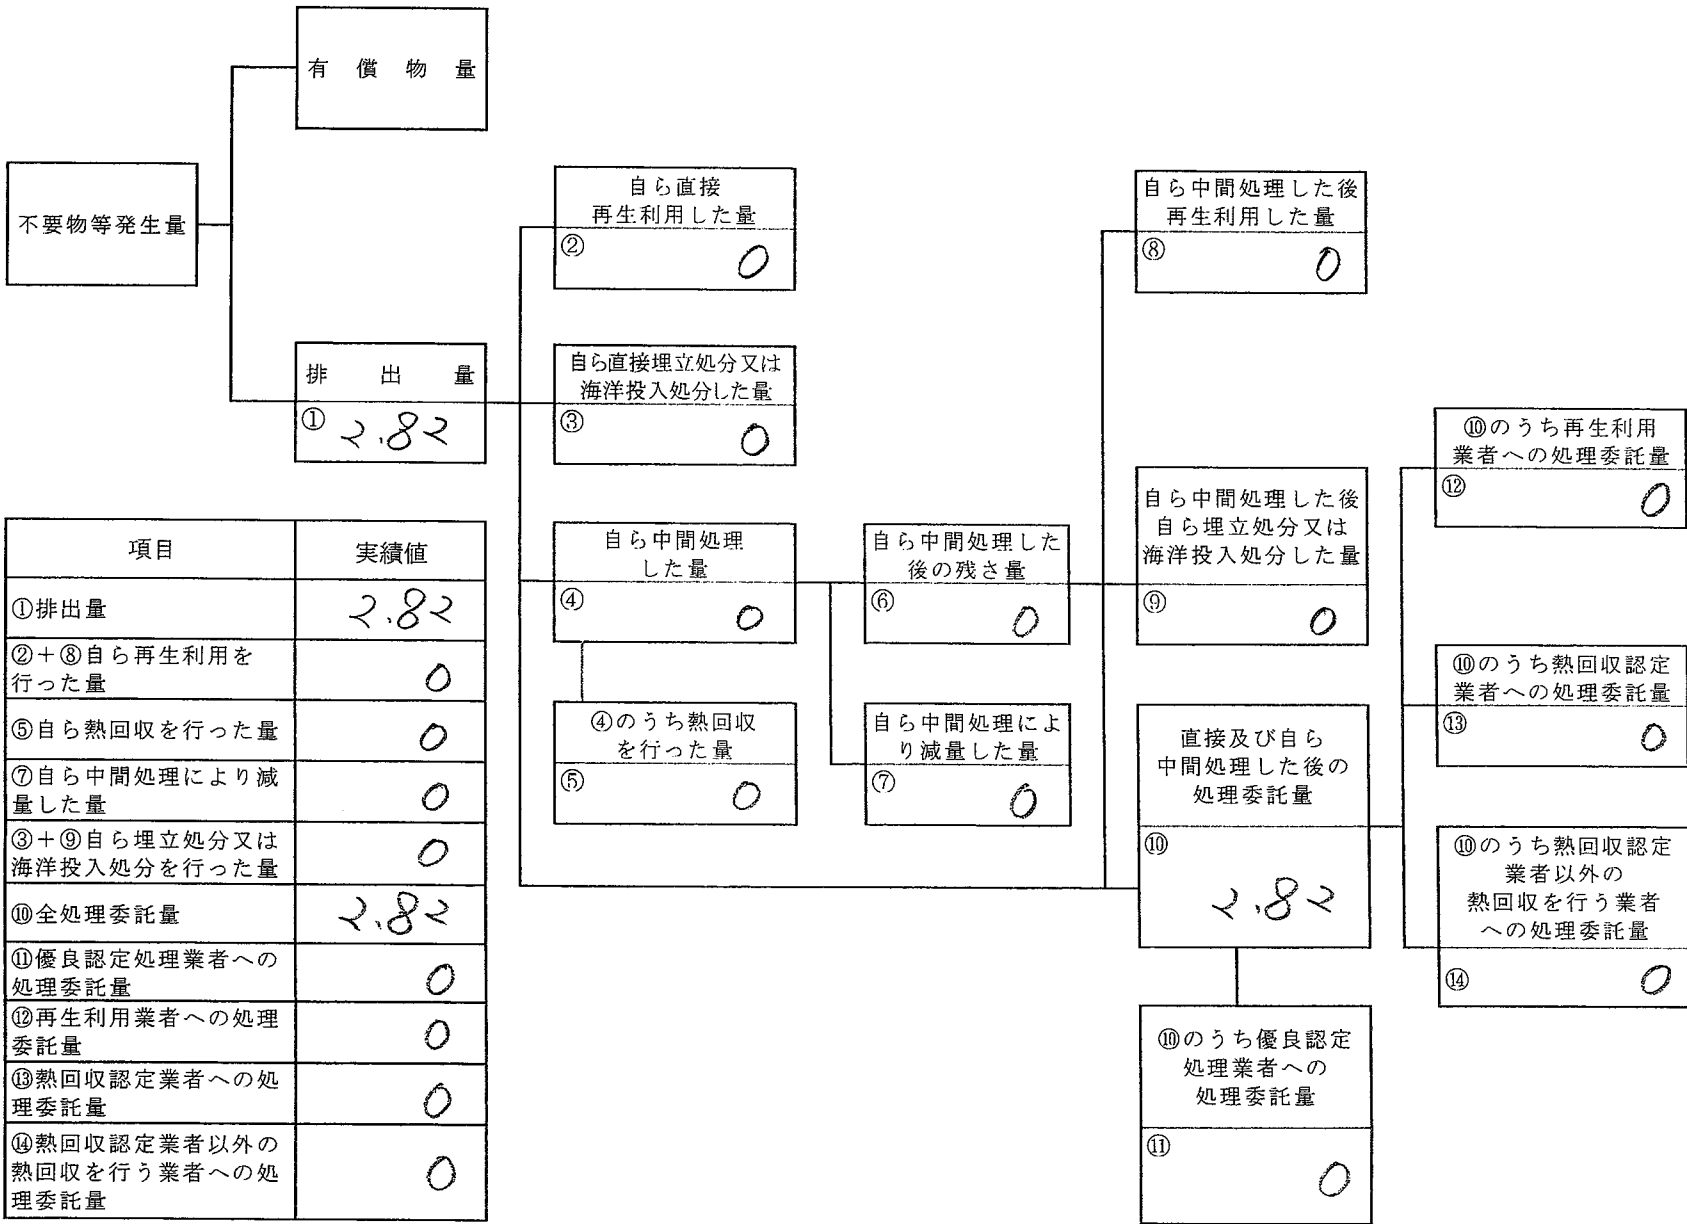 有償物量
不要物等発生量
排出量
① 2.82
自ら直接
再生利用した量
② 0
自ら直接埋立処分又は
海洋投入処分した量
③ 0
自ら中間処理
した量
④ 0
④のうち熱回収
を行った量
⑤ 0
自ら中間処理した
後の残さ量
⑥ 0
自ら中間処理によ
り減量した量
⑦ 0
自ら中間処理した後
再生利用した量
⑧ 0
自ら中間処理した後
自ら埋立処分又は
海洋投入処分した量
⑨ 0
直接及び自ら
中間処理した後の
処理委託量
⑩ 2.82
⑩のうち優良認定
処理業者への
処理委託量
⑪ 0
⑩のうち再生利用
業者への処理委託量
⑫ 0
⑩のうち熱回収認定
業者への処理委託量
⑬ 0
⑩のうち熱回収認定
業者以外の
熱回収を行う業者
への処理委託量
⑭ 0
項目 実績値
①排出量 2.82
②+⑧自ら再生利用を
行った量 0
⑤自ら熱回収を行った量 0
⑦自ら中間処理により減
量した量 0
③+⑨自ら埋立処分又は
海洋投入処分を行った量 0
⑩全処理委託量 2.82
⑪優良認定処理業者への
処理委託量 0
⑫再生利用業者への処理
委託量 0
⑬熱回収認定業者への処
理委託量 0
⑭熱回収認定業者以外の
熱回収を行う業者への処
理委託量 0